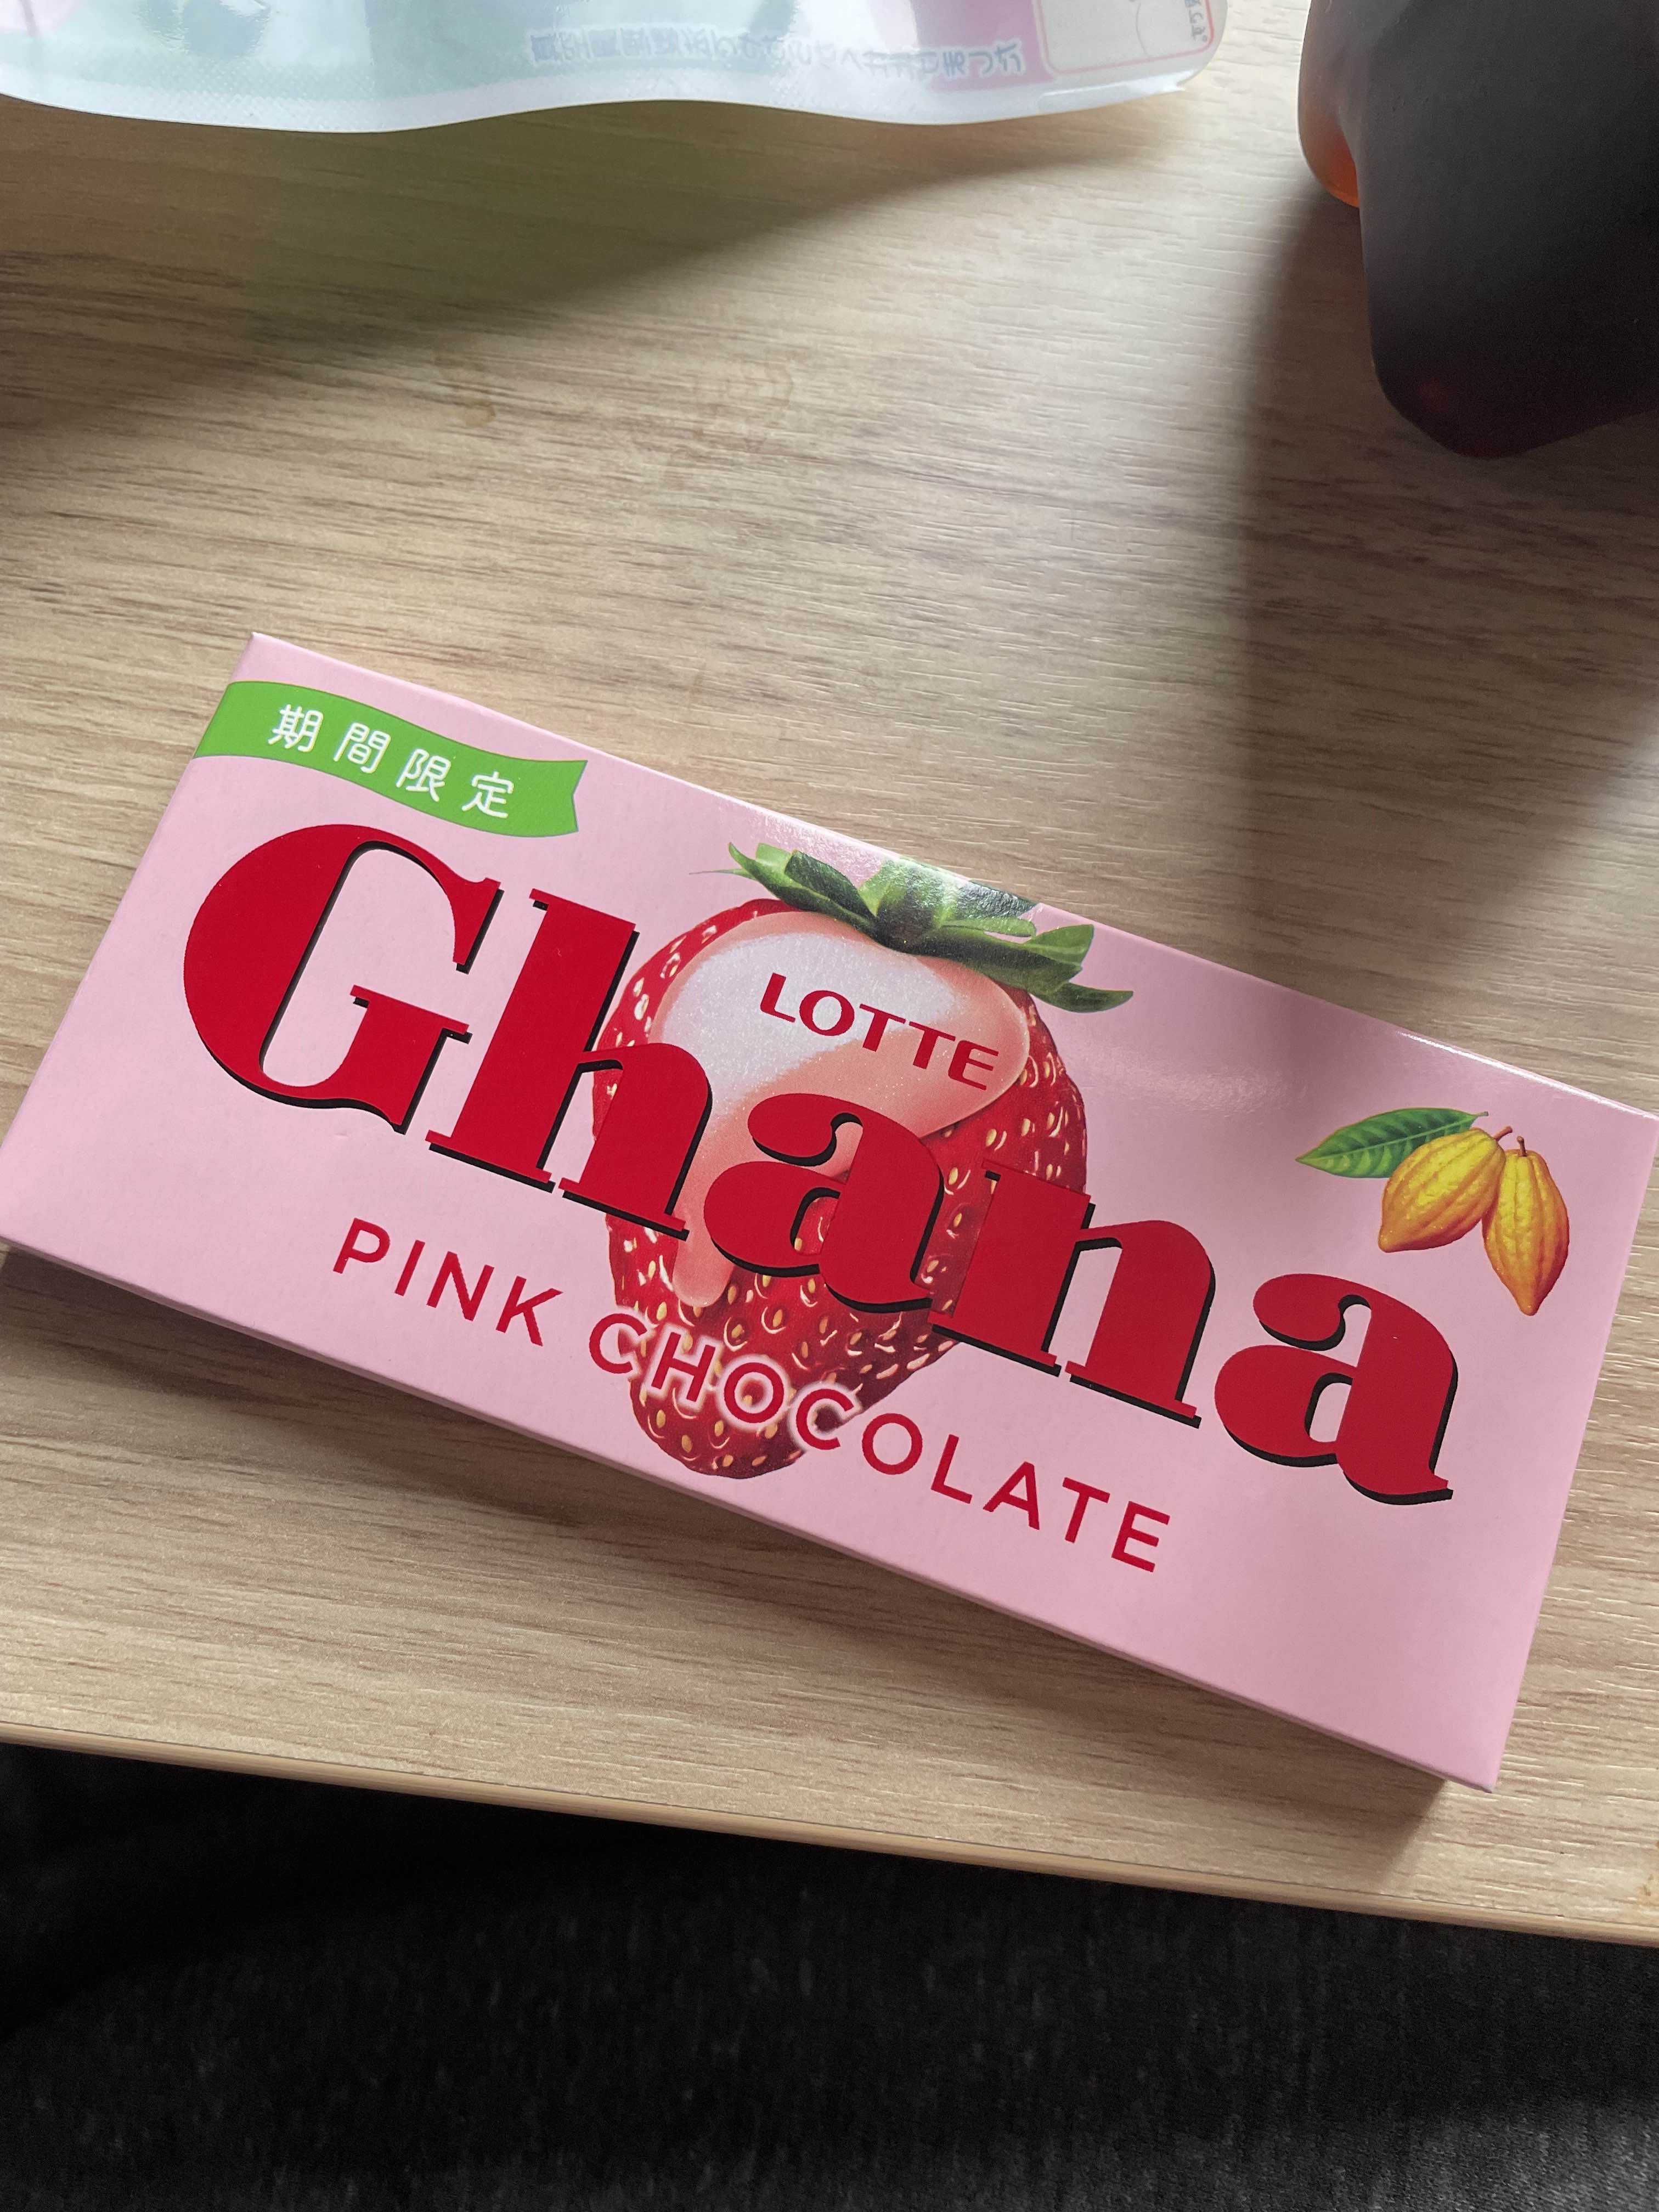 期間限定
LOTTE
Ghana
PINK CHOCOLATE